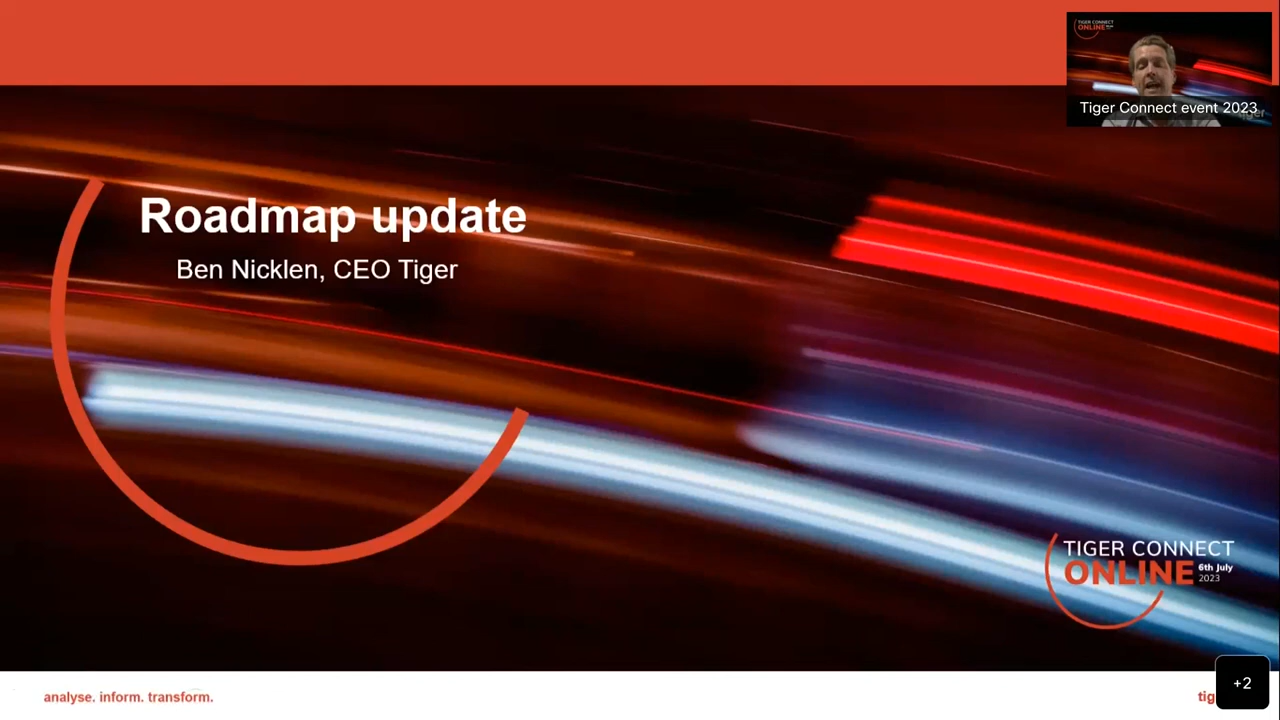 TIGER CONNECT
ONLINE
Tiger Connect event 2023
Roadmap update
Ben Nicklen, CEO Tiger
TIGER CONNECT
ONLINE 6th July
2023
analyse. inform. transform.
+2